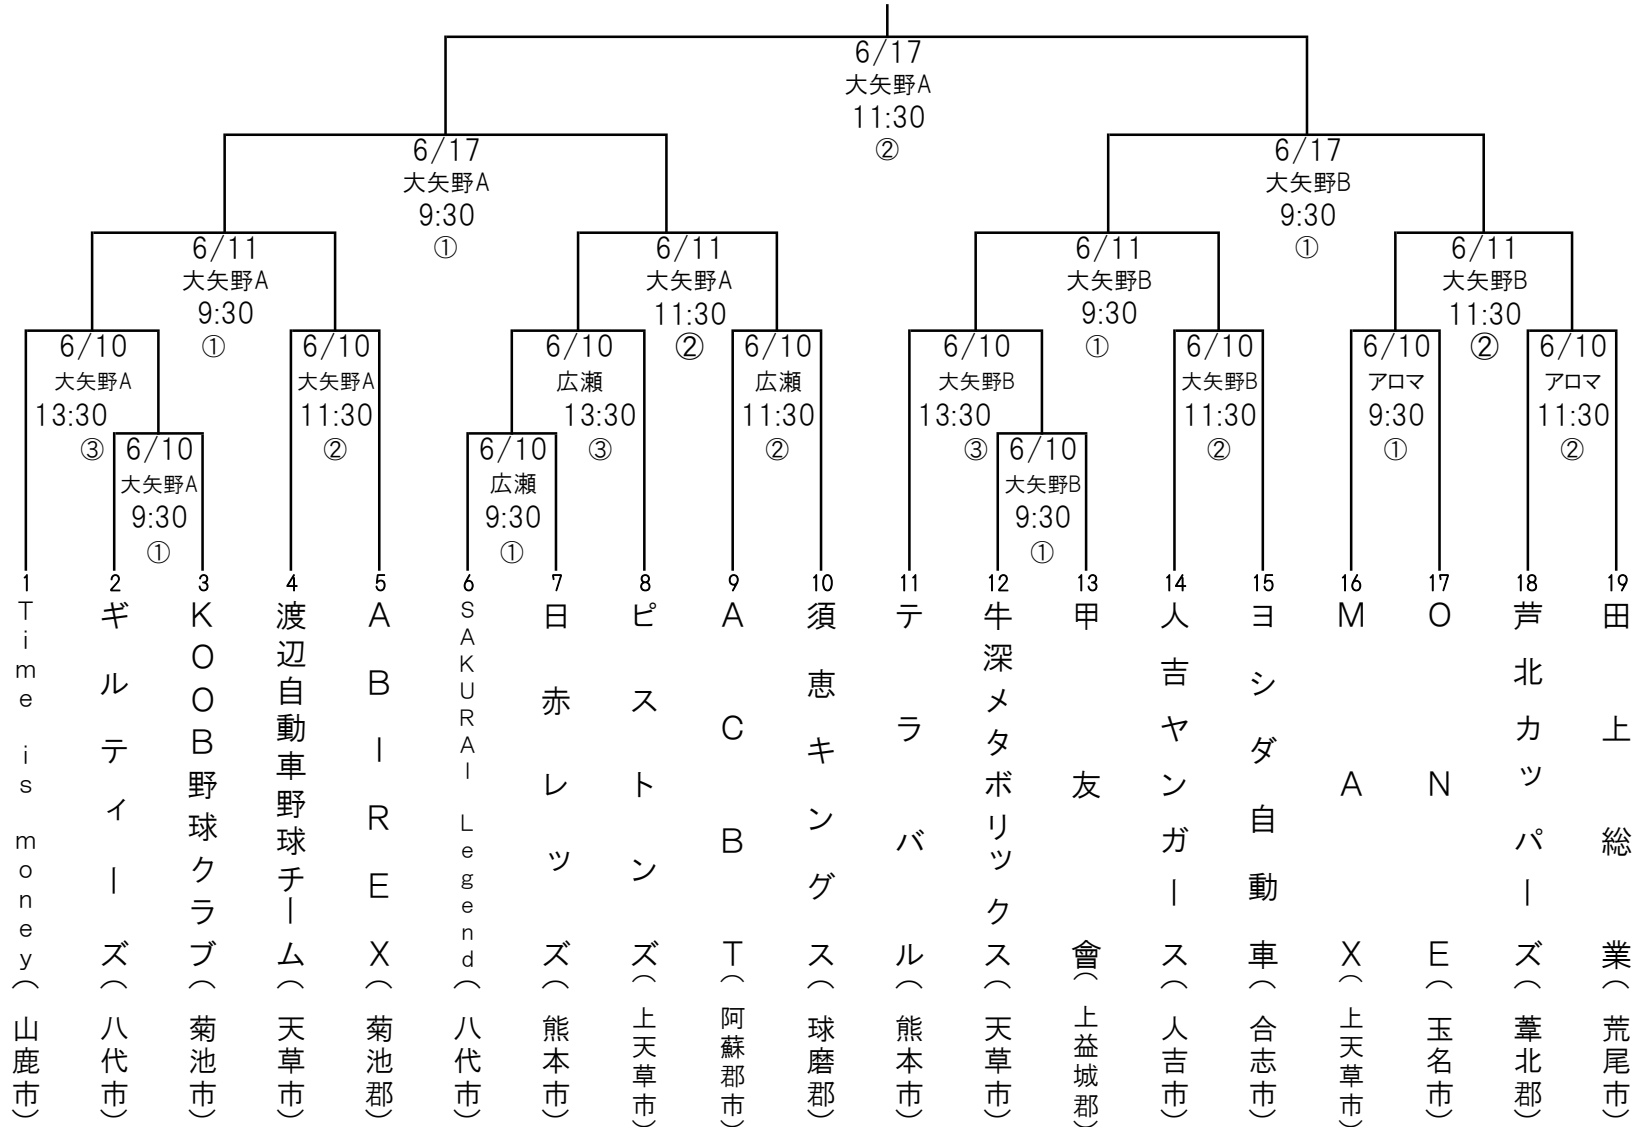 6/17
大矢野A
11:30
②
6/17
大矢野A
9:30
①
6/17
大矢野B
9:30
①
6/11
大矢野A
9:30
①
6/11
大矢野A
11:30
②
6/11
大矢野B
9:30
①
6/11
大矢野B
11:30
②
6/10
大矢野A
13:30
③
6/10
大矢野A
11:30
②
6/10
広瀬
13:30
③
6/10
広瀬
11:30
②
6/10
大矢野B
13:30
③
6/10
大矢野B
11:30
②
6/10
アロマ
9:30
①
6/10
アロマ
11:30
②
6/10
大矢野A
9:30
①
6/10
広瀬
9:30
①
6/10
大矢野B
9:30
①
1
Time is money(山鹿市)
2
ギルティーズ(八代市)
3
KOOB野球クラブ(菊池市)
4
渡辺自動車野球チーム(天草市)
5
ABIREX(菊池郡)
6
SAKURAI Legend(八代市)
7
日赤レッズ(熊本市)
8
ピストンズ(上天草市)
9
ACBT(阿蘇郡市)
10
須恵キングス(球磨郡)
11
テラバル(熊本市)
12
牛深メタボリックス(天草市)
13
甲友會(上益城郡)
14
人吉ヤンガース(人吉市)
15
ヨシダ自動車(合志市)
16
MAX(上天草市)
17
ONE(玉名市)
18
芦北カッパーズ(葦北郡)
19
田上総業(荒尾市)